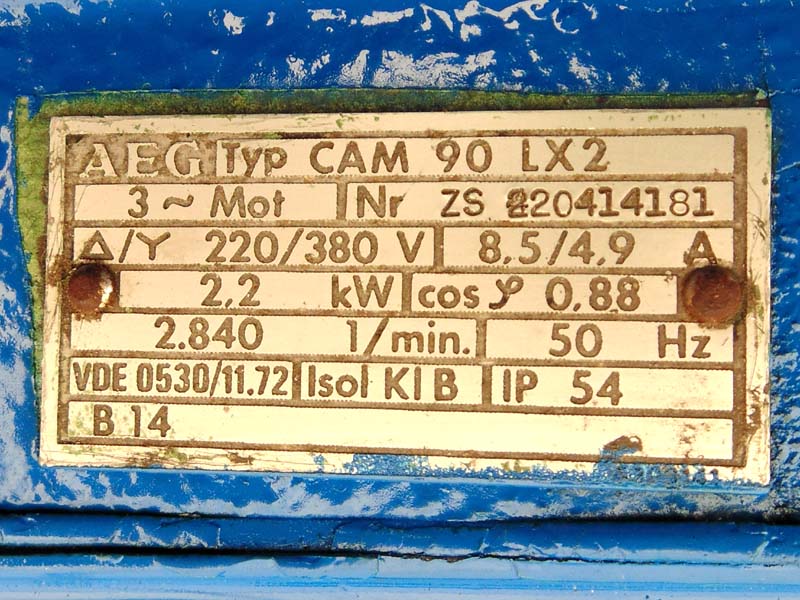 AEG Typ CAM 90 LX2
3 ~ Mot Nr ZS 220414181
Δ/Y 220/380 V 8,5/4,9 A
2,2 kW cos φ 0,88
2.840 1/min. 50 Hz
VDE 0530/11.72 Isol Kl B IP 54
B 14